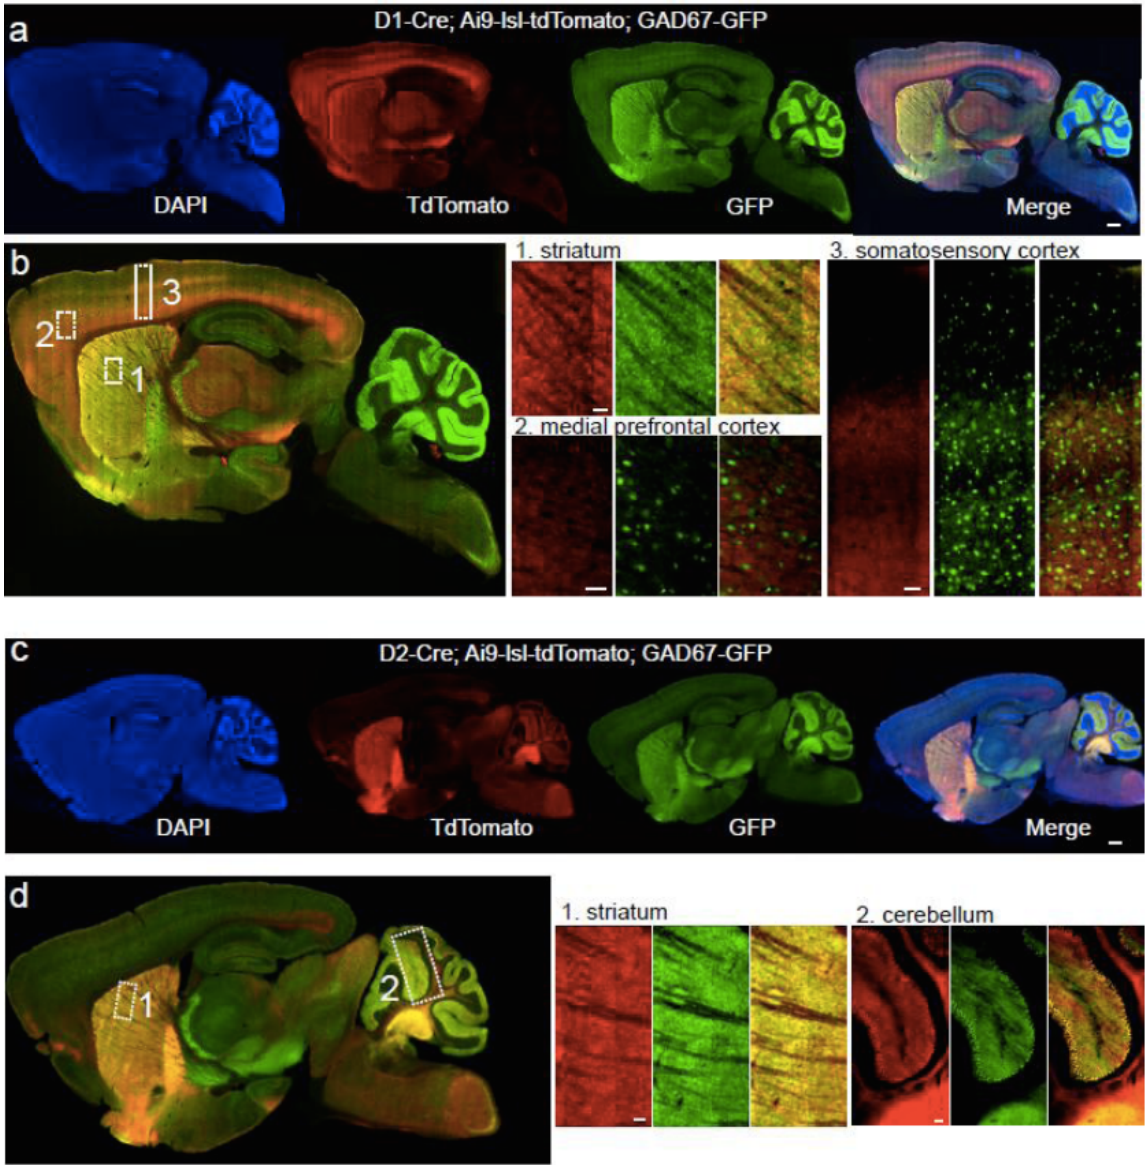 a
D1-Cre; Ai9-lsl-tdTomato; GAD67-GFP
DAPI
TdTomato
GFP
Merge
b
1
2
3
1. striatum
2. medial prefrontal cortex
3. somatosensory cortex
c
D2-Cre; Ai9-lsl-tdTomato; GAD67-GFP
DAPI
TdTomato
GFP
Merge
d
1
2
1. striatum
2. cerebellum